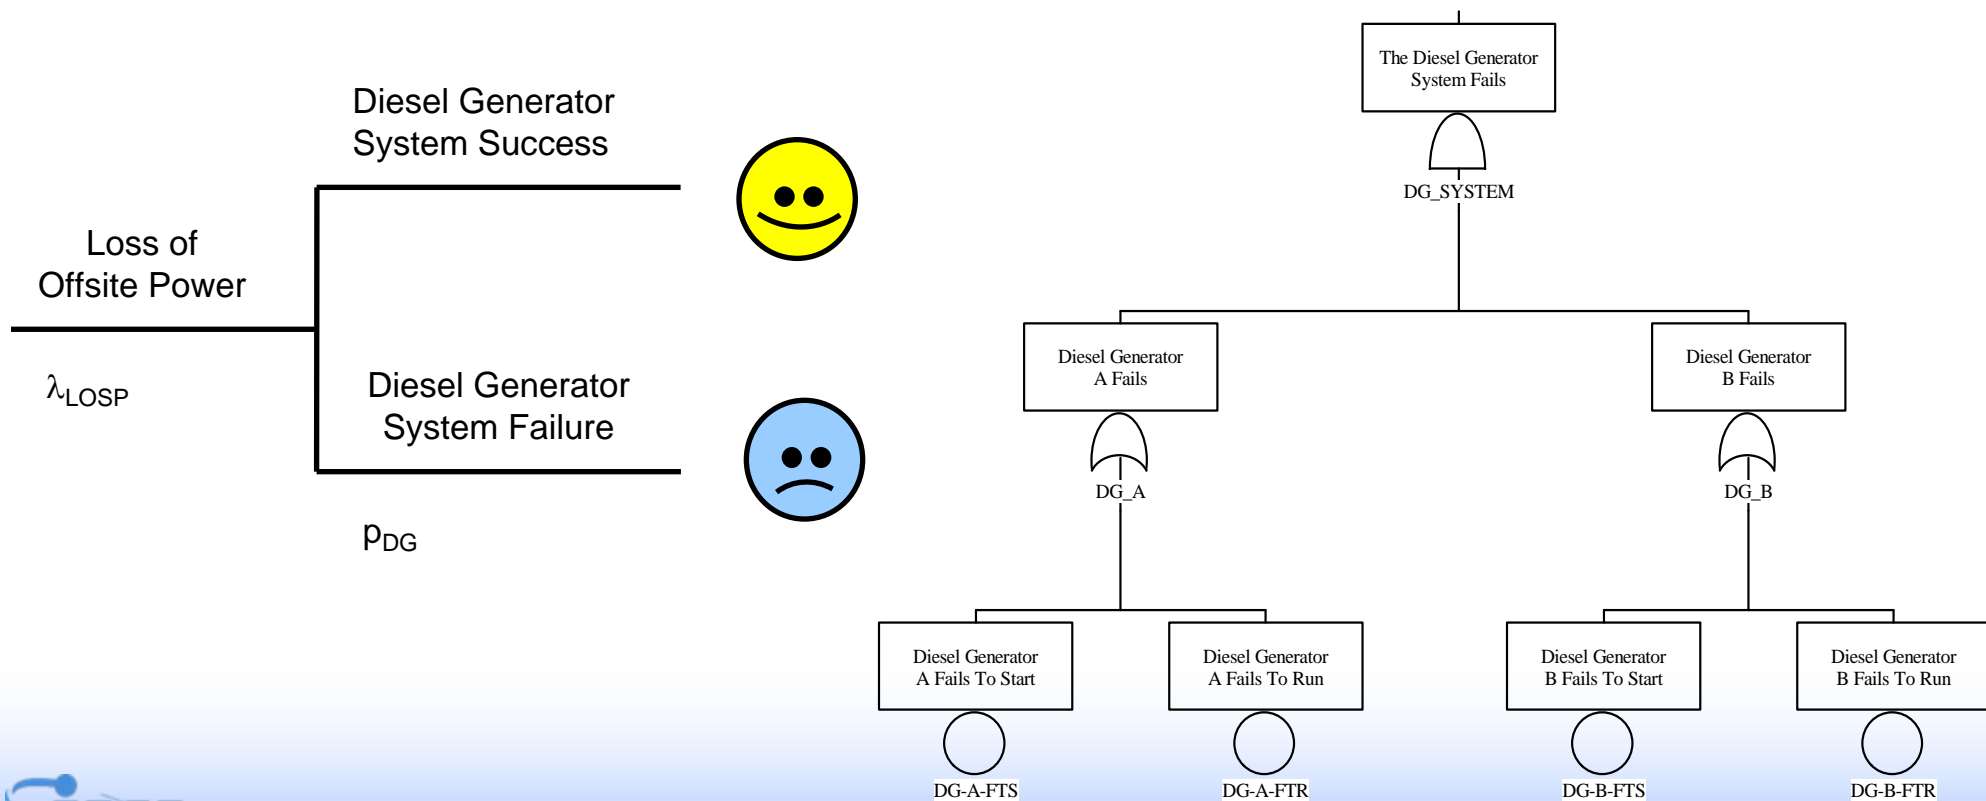 Diesel Generator
System Success
Loss of
Offsite Power
λLOSP
Diesel Generator
System Failure
pDG
The Diesel Generator
System Fails
DG_SYSTEM
Diesel Generator
A Fails
DG_A
Diesel Generator
B Fails
DG_B
Diesel Generator
A Fails To Start
DG-A-FTS
Diesel Generator
A Fails To Run
DG-A-FTR
Diesel Generator
B Fails To Start
DG-B-FTS
Diesel Generator
B Fails To Run
DG-B-FTR